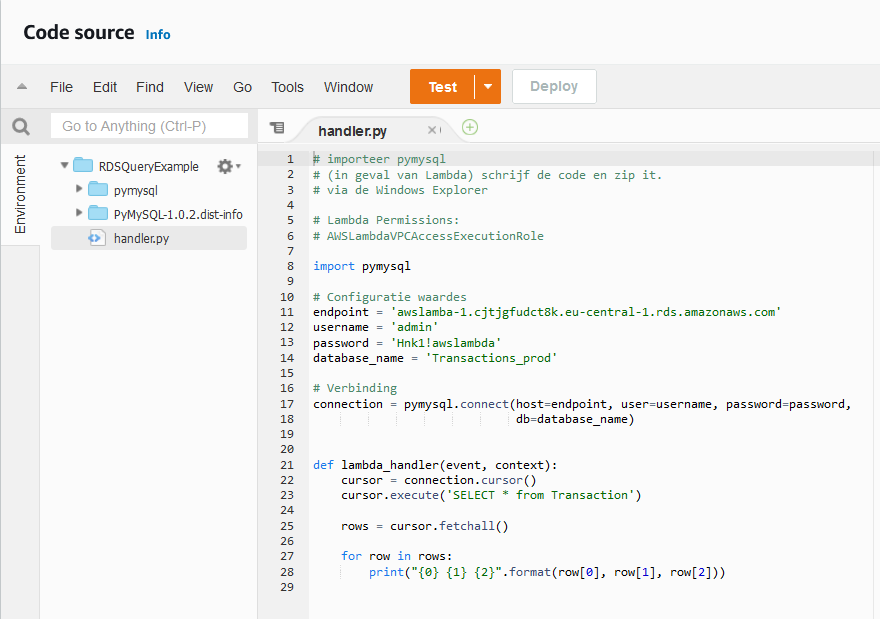 Code source Info
File Edit Find View Go Tools Window Test Deploy
Go to Anything (Ctrl-P)
handler.py
Environment
RDSQueryExample
pymysql
PyMySQL-1.0.2.dist-info
handler.py
1 # importeer pymysql
2 # (in geval van Lambda) schrijf de code en zip it.
3 # via de Windows Explorer
4
5 # Lambda Permissions:
6 # AWSLambdaVPCAccessExecutionRole
7
8 import pymysql
9
10 # Configuratie waardes
11 endpoint = 'awslamba-1.cjtjgfudct8k.eu-central-1.rds.amazonaws.com'
12 username = 'admin'
13 password = 'Hnk1!awslambda'
14 database_name = 'Transactions_prod'
15
16 # Verbinding
17 connection = pymysql.connect(host=endpoint, user=username, password=password,
18 db=database_name)
19
20
21 def lambda_handler(event, context):
22 cursor = connection.cursor()
23 cursor.execute('SELECT * from Transaction')
24
25 rows = cursor.fetchall()
26
27 for row in rows:
28 print("{0} {1} {2}".format(row[0], row[1], row[2]))
29